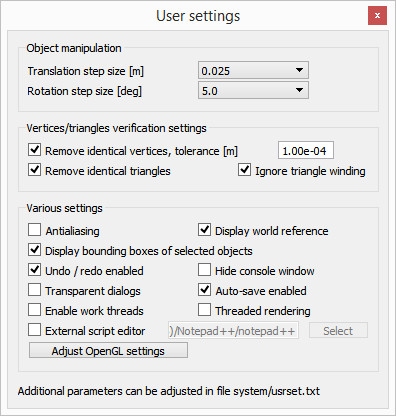 User settings
x
Object manipulation
Translation step size [m] 0.025
Rotation step size [deg] 5.0
Vertices/triangles verification settings
Remove identical vertices, tolerance [m] 1.00e-04
Remove identical triangles Ignore triangle winding
Various settings
Antialiasing Display world reference
Display bounding boxes of selected objects
Undo / redo enabled Hide console window
Transparent dialogs Auto-save enabled
Enable work threads Threaded rendering
External script editor )/Notepad++/notepad++ Select
Adjust OpenGL settings
Additional parameters can be adjusted in file system/usrset.txt